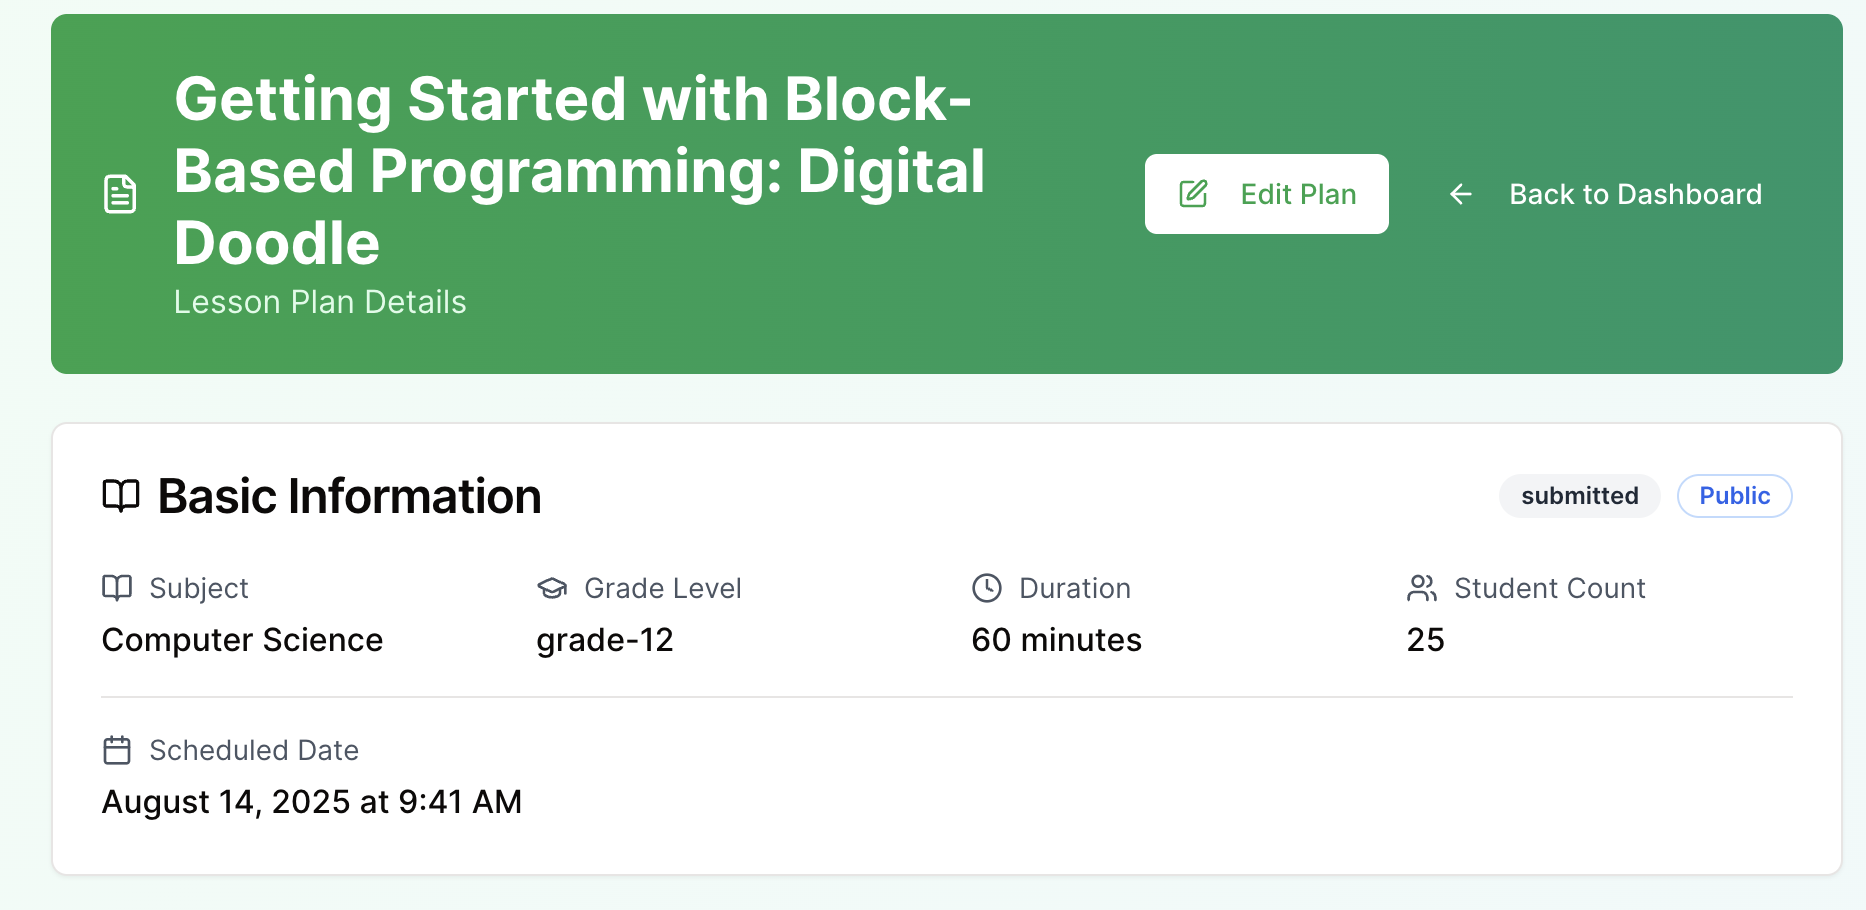 Getting Started with Block-
Based Programming: Digital
Doodle
Lesson Plan Details
Edit Plan
Back to Dashboard
Basic Information
submitted
Public
Subject
Computer Science
Grade Level
grade-12
Duration
60 minutes
Student Count
25
Scheduled Date
August 14, 2025 at 9:41 AM